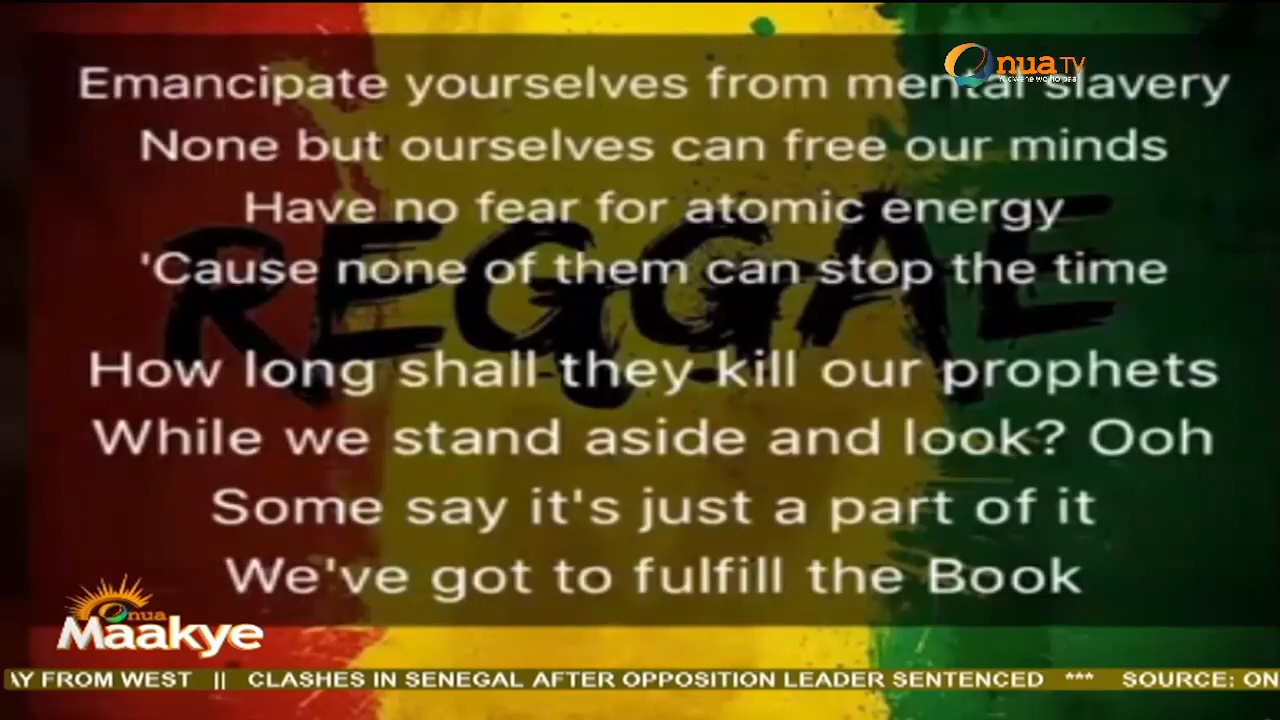 nua TV
Emancipate yourselves from mental slavery
None but ourselves can free our minds
Have no fear for atomic energy
'Cause none of them can stop the time
REGGAE
How long shall they kill our prophets
While we stand aside and look? Ooh
Some say it's just a part of it
We've got to fulfill the Book
nua
Maakye
AY FROM WEST || CLASHES IN SENEGAL AFTER OPPOSITION LEADER SENTENCED *** SOURCE: ON